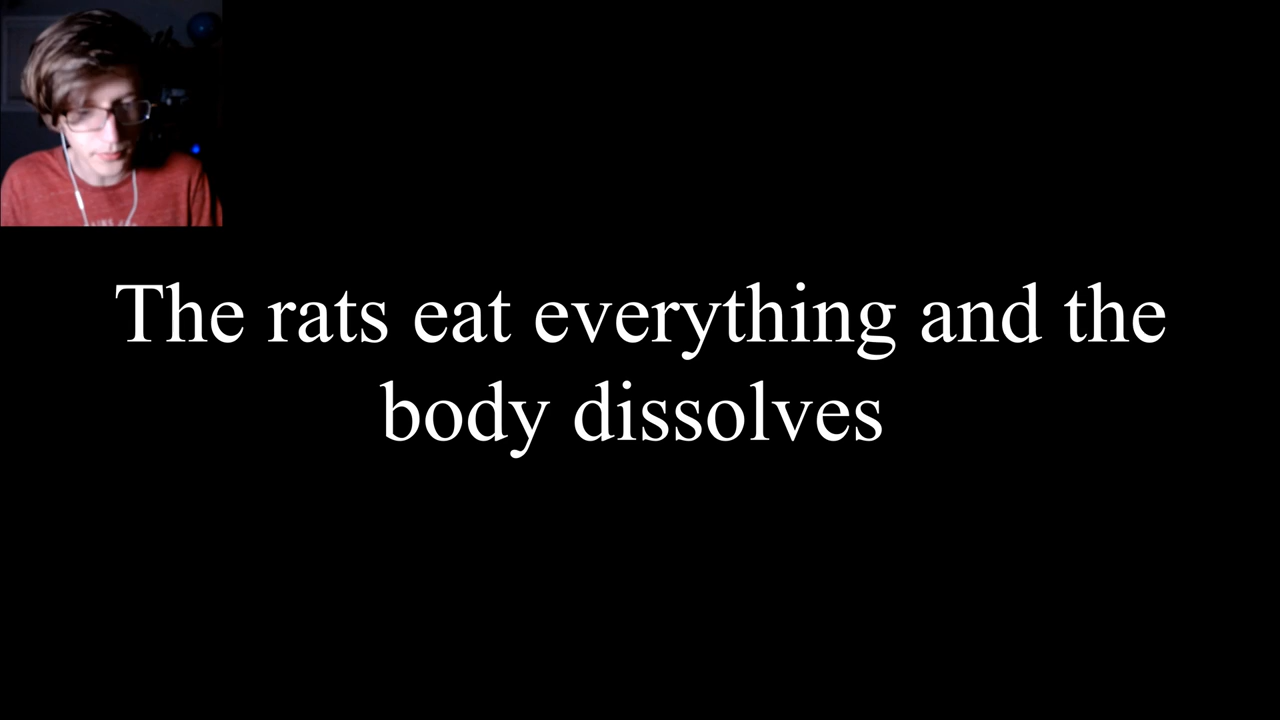 The rats eat everything and the
body dissolves